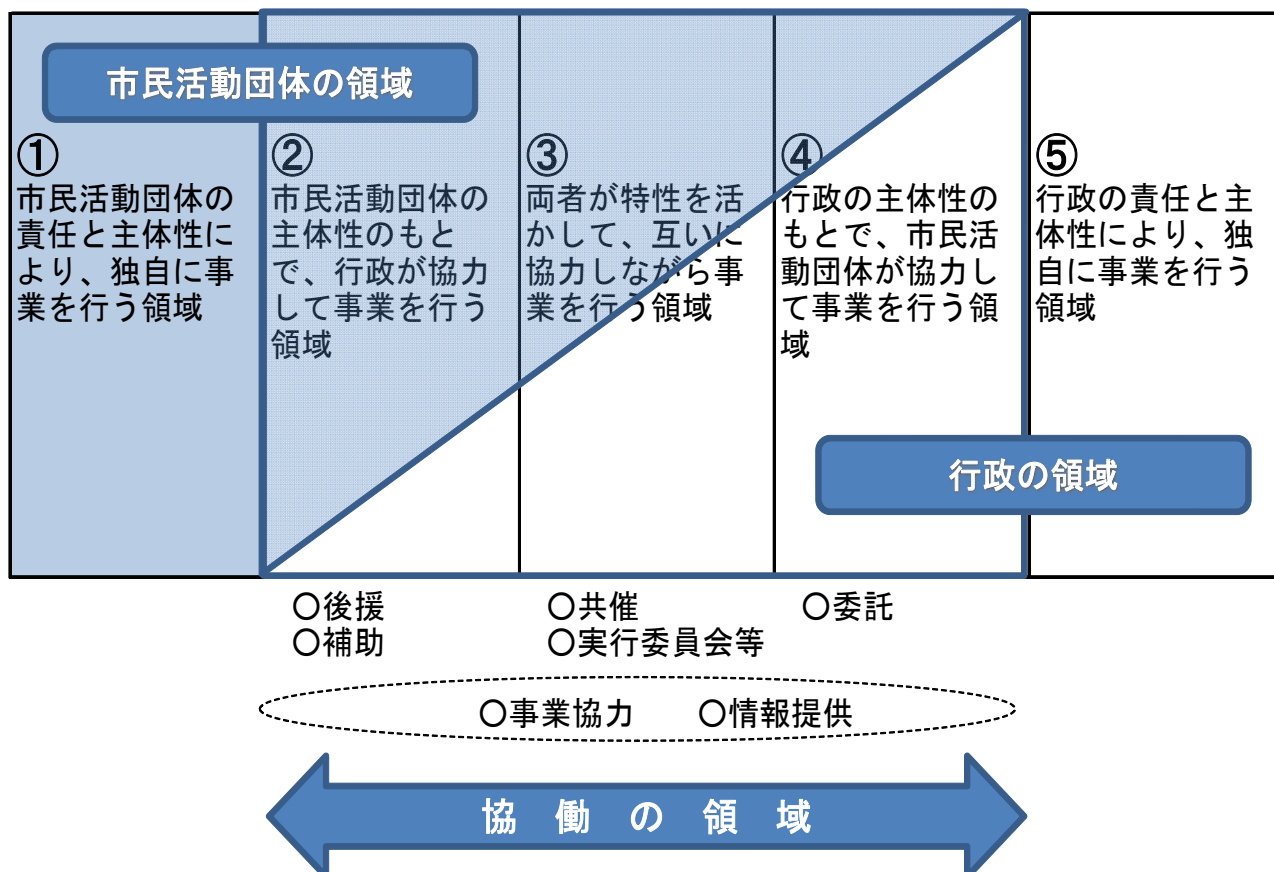 市民活動団体の領域
①
市民活動団体の
責任と主体性に
より、独自に事
業を行う領域
②
市民活動団体の
主体性のもと
で、行政が協力
して事業を行う
領域
③
両者が特性を活
かして、互いに
協力しながら事
業を行う領域
④
行政の主体性の
もとで、市民活
動団体が協力し
て事業を行う領
域
⑤
行政の責任と主
体性により、独
自に事業を行う
領域
行政の領域
○後援
○補助
○共催
○実行委員会等
○委託
○事業協力 ○情報提供
協働の領域